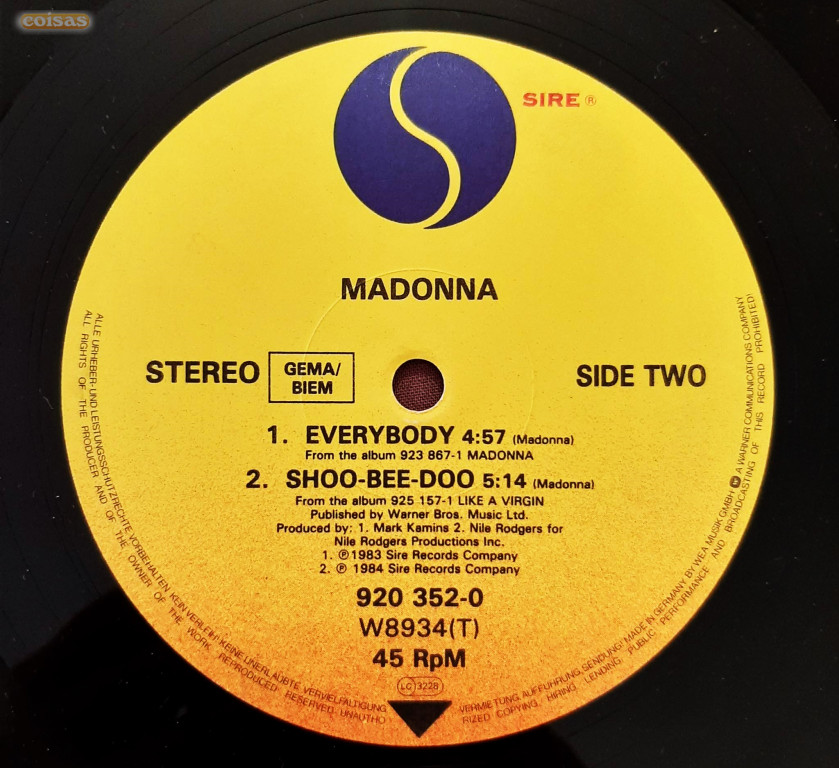 coisas
SIRE ®
MADONNA
STEREO
GEMA/
BIEM
SIDE TWO
1. EVERYBODY 4:57 (Madonna)
From the album 923 867-1 MADONNA
2. SHOO-BEE-DOO 5:14 (Madonna)
From the album 925 157-1 LIKE A VIRGIN
Published by Warner Bros. Music Ltd.
Produced by; 1. Mark Kamins 2. Nile Rodgers for
Nile Rodgers Productions Inc.
1. ℗1983 Sire Records Company
2. ℗ 1984 Sire Records Company
920 352-0
W8934(T)
45 RpM
LC 3228
ALLE URHEBER- UND LEISTUNGSSCHUTZRECHTE VORBEHALTEN. KEIN VERLEIH! KEINE UNERLAUBTE VERVIELFÄLTIGUNG, VERMIETUNG, AUFFÜHRUNG, SENDUNG! MADE IN GERMANY BY WEA MUSIK GMBH A WARNER COMMUNICATIONS COMPANY
ALL RIGHTS OF THE PRODUCER AND OF THE OWNER OF THE WORK REPRODUCED RESERVED UNAUTHORIZED COPYING, HIRING, LENDING, PUBLIC PERFORMANCE AND BROADCASTING OF THIS RECORD PROHIBITED!